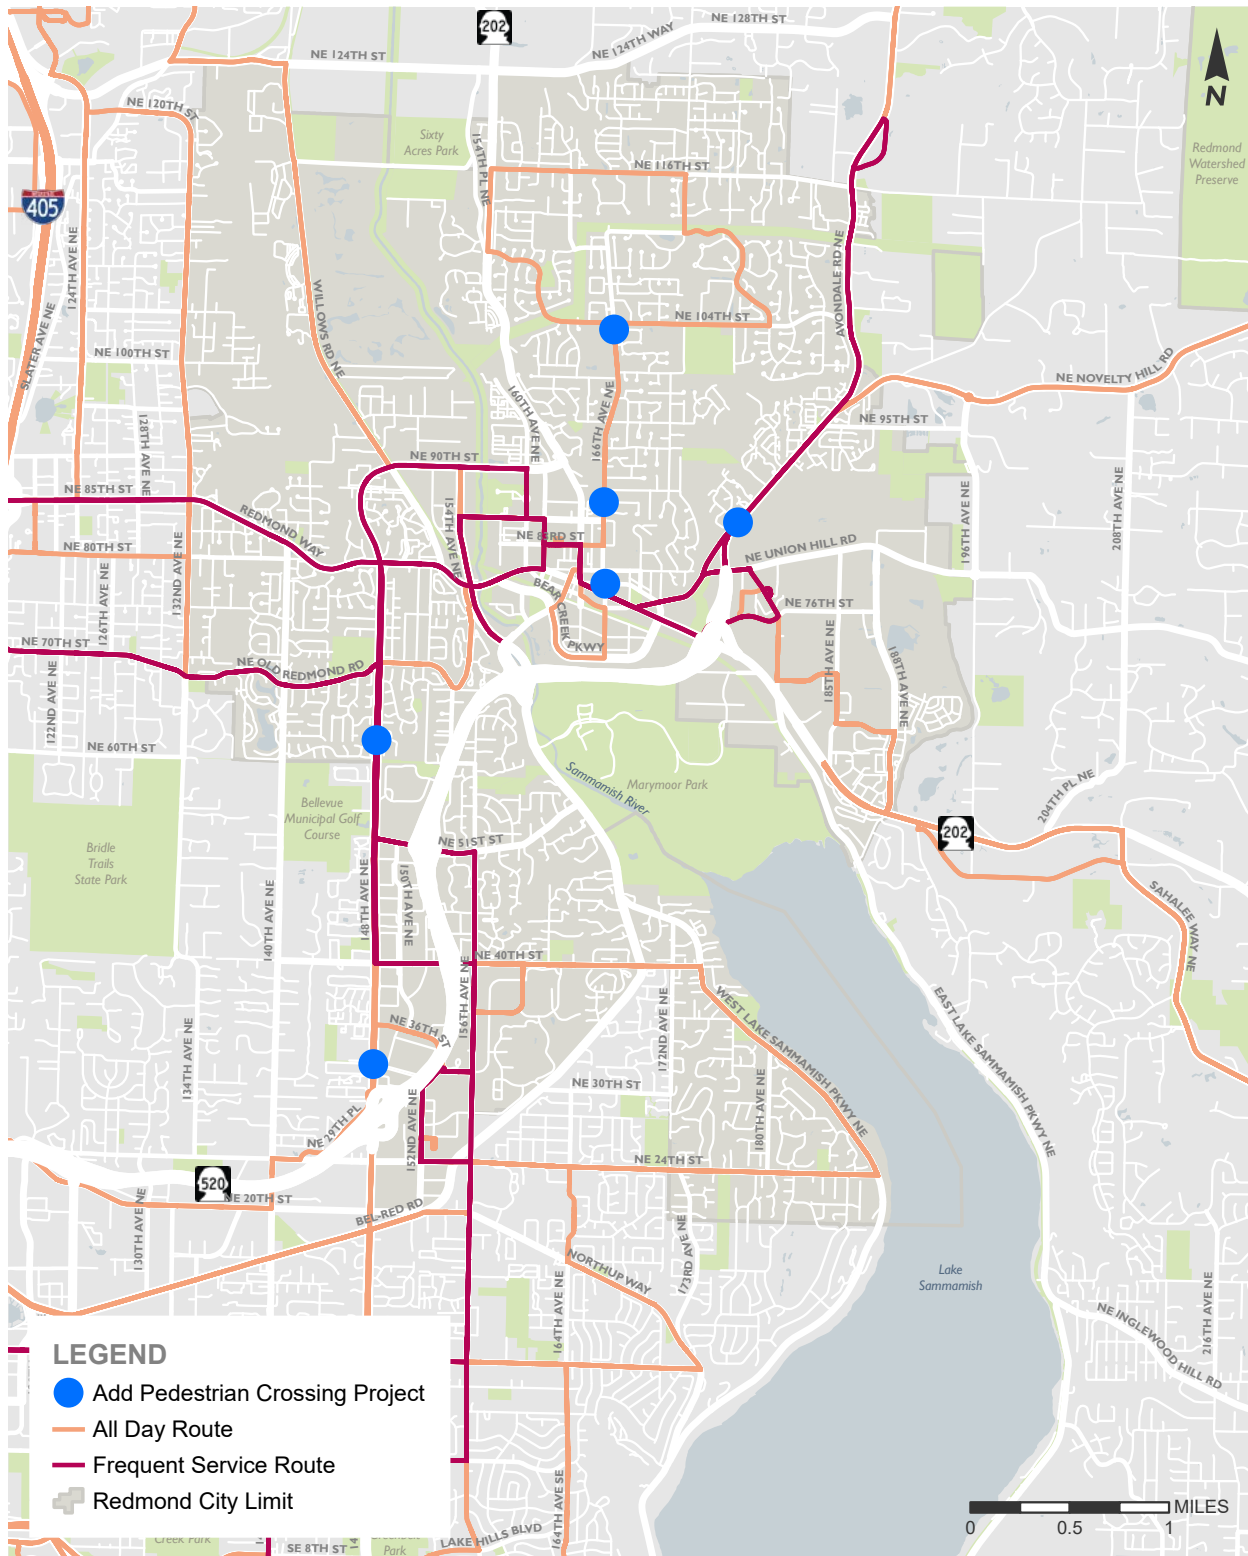 202
NE 128TH ST
NE 124TH WAY
NE 124TH ST
N
NE 120TH ST
Sixty
Acres Park
154TH PL NE
NE 116TH ST
Redmond
Watershed
Preserve
INTERSTATE
405
124TH AVE NE
AVONDALE RD NE
WILLOWS RD NE
SLATER AVE NE
NE 104TH ST
NE 100TH ST
NE NOVELTY HILL RD
160TH AVE NE
166TH AVE NE
128TH AVE NE
NE 95TH ST
NE 90TH ST
NE 85TH ST
REDMOND WAY
154TH AVE NE
196TH AVE NE
208TH AVE NE
NE 83RD ST
NE 80TH ST
132ND AVE NE
NE UNION HILL RD
126TH AVE NE
BEAR CREEK PKWY
NE 76TH ST
NE 70TH ST
NE OLD REDMOND RD
185TH AVE NE
188TH AVE NE
122ND AVE NE
NE 60TH ST
Sammamish River
Marymoor Park
204TH PL NE
Bellevue
Municipal Golf
Course
202
NE 51ST ST
Bridle
Trails
State Park
148TH AVE NE
150TH AVE NE
140TH AVE NE
SAHALEE WAY NE
NE 40TH ST
156TH AVE NE
WEST LAKE SAMMAMISH PKWY NE
EAST LAKE SAMMAMISH PKWY NE
172ND AVE NE
NE 36TH ST
134TH AVE NE
NE 30TH ST
180TH AVE NE
152ND AVE NE
NE 29TH PL
NE 24TH ST
520
NE 20TH ST
130TH AVE NE
BEL-RED RD
173RD AVE NE
NORTHUP WAY
Lake
Sammamish
164TH AVE NE
216TH AVE NE
NE INGLEWOOD HILL RD
LEGEND
Add Pedestrian Crossing Project
All Day Route
Frequent Service Route
Redmond City Limit
164TH AVE SE
MILES
0 0.5 1
Creek Park
Park
SE 8TH ST
LAKE HILLS BLVD